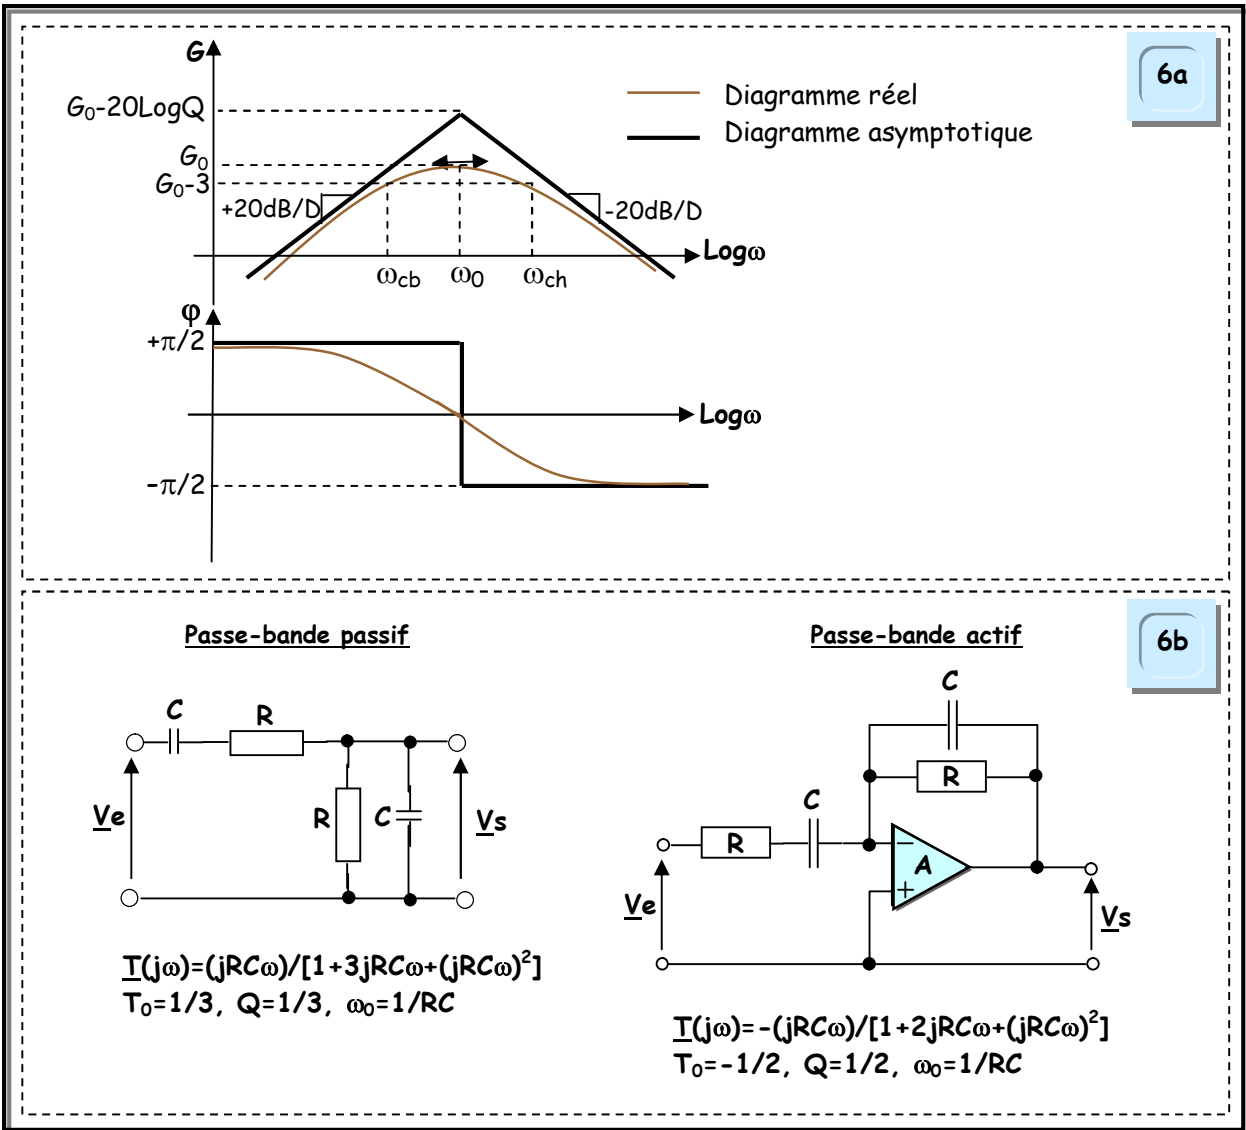 6a
G
G₀-20LogQ
G₀
G₀-3
Diagramme réel
Diagramme asymptotique
+20dB/D
-20dB/D
Logω
ω_cb
ω₀
ω_ch
φ
+π/2
Logω
-π/2
6b
Passe-bande passif
C
R
R
C
Ve
Vs
T(jω)=(jRCω)/[1+3jRCω+(jRCω)²]
T₀=1/3, Q=1/3, ω₀=1/RC
Passe-bande actif
C
R
C
R
−
A
+
Ve
Vs
T(jω)=-(jRCω)/[1+2jRCω+(jRCω)²]
T₀=-1/2, Q=1/2, ω₀=1/RC